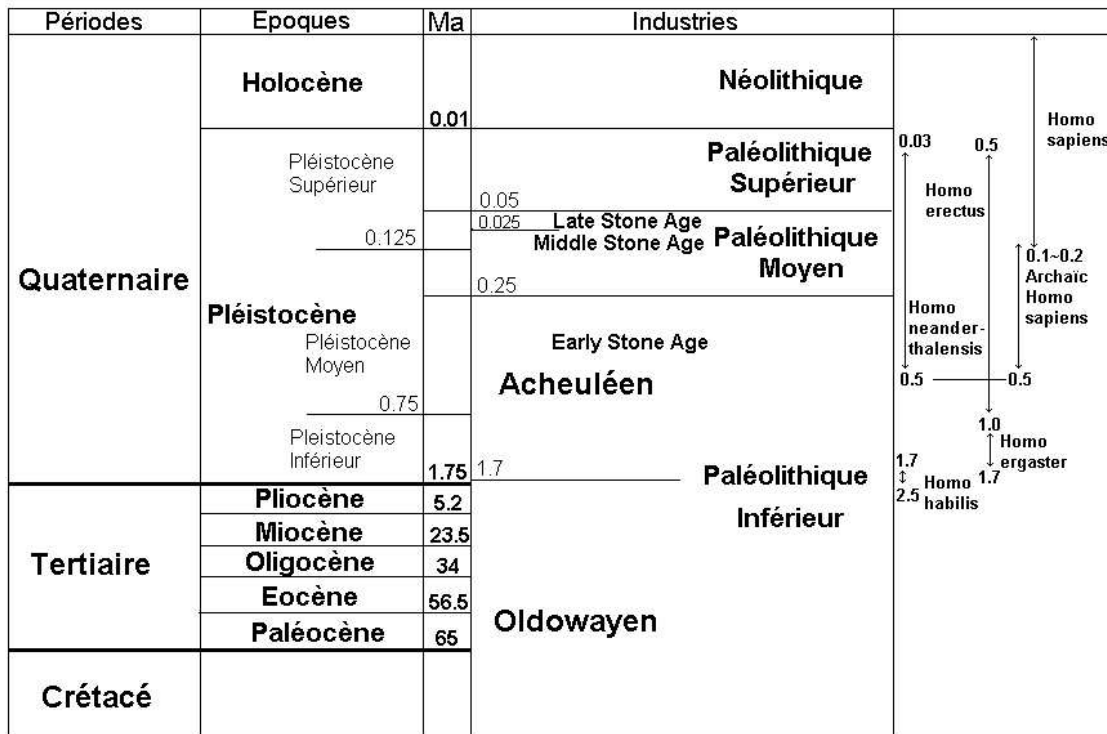 Périodes
Epoques
Ma
Industries
Holocène
Néolithique
0.01
Homo
sapiens
0.03
0.5
Pléistocène
Supérieur
Paléolithique
Supérieur
Homo
erectus
0.05
0.025
Late Stone Age
0.125
Middle Stone Age
Paléolithique
Moyen
0.1~0.2
Archaïc
Homo
sapiens
Quaternaire
0.25
Pléistocène
Homo
neander-
thalensis
Pléistocène
Moyen
Early Stone Age
Acheuléen
0.5
0.5
0.75
1.0
Pleistocène
Inférieur
Homo
ergaster
1.75
1.7
Paléolithique
Inférieur
1.7
2.5
Homo
habilis
1.7
Pliocène
5.2
Miocène
23.5
Tertiaire
Oligocène
34
Eocène
56.5
Oldowayen
Paléocène
65
Crétacé